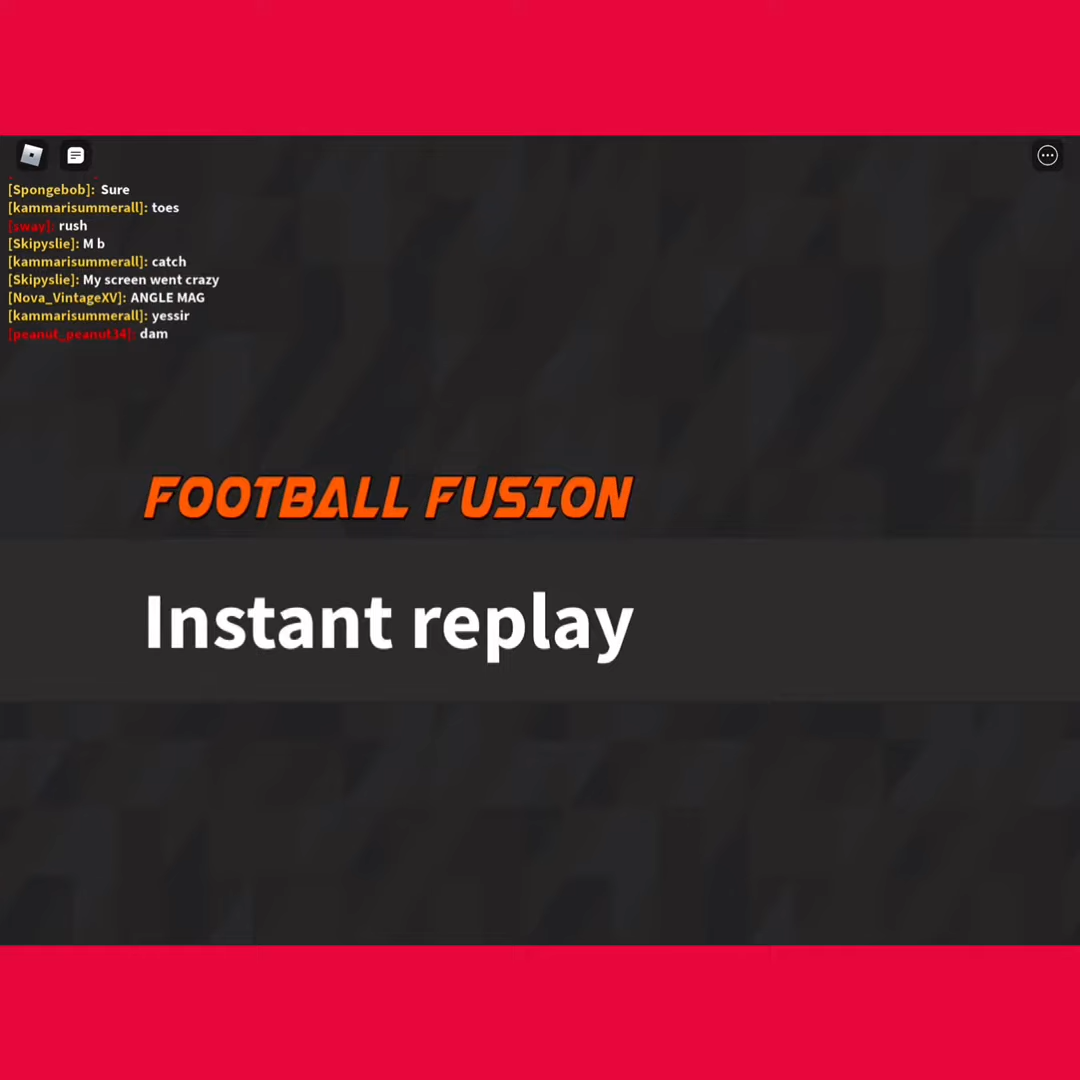 [Spongebob]: Sure
[kammarisummerall]: toes
[sway]: rush
[Skipyslie]: M b
[kammarisummerall]: catch
[Skipyslie]: My screen went crazy
[Nova_VintageXV]: ANGLE MAG
[kammarisummerall]: yessir
[peanut_peanut34]: dam
FOOTBALL FUSION
Instant replay